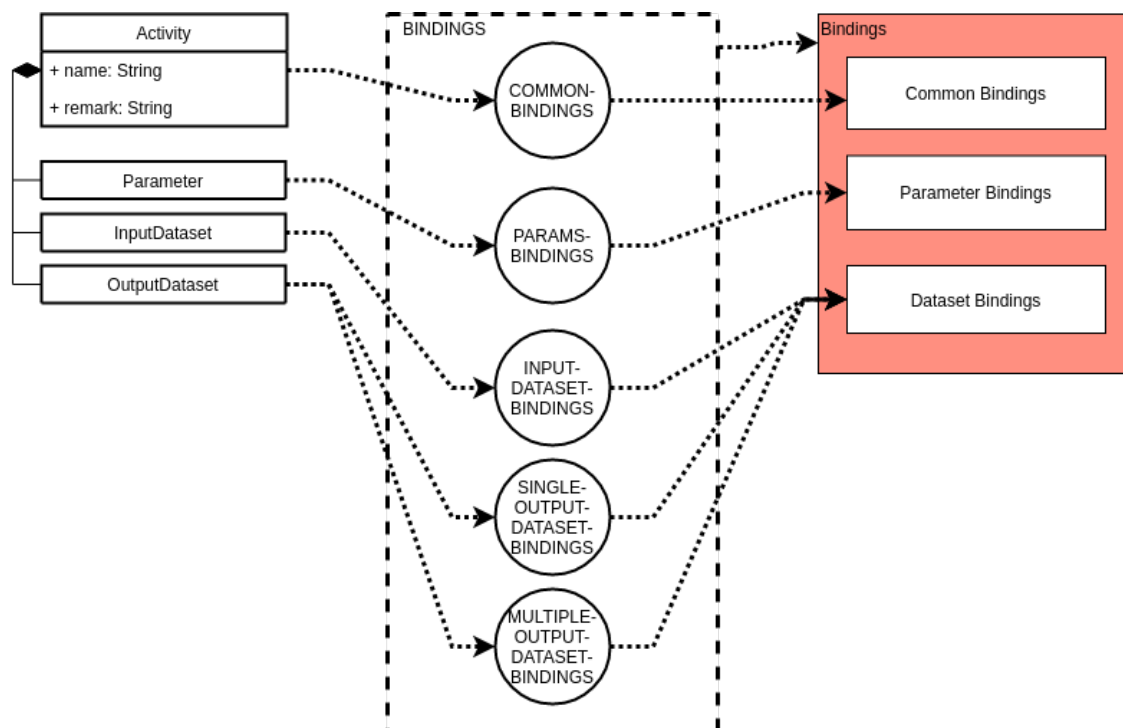 Activity
+ name: String
+ remark: String
Parameter
InputDataset
OutputDataset
BINDINGS
COMMON-
BINDINGS
PARAMS-
BINDINGS
INPUT-
DATASET-
BINDINGS
SINGLE-
OUTPUT-
DATASET-
BINDINGS
MULTIPLE-
OUTPUT-
DATASET-
BINDINGS
Bindings
Common Bindings
Parameter Bindings
Dataset Bindings